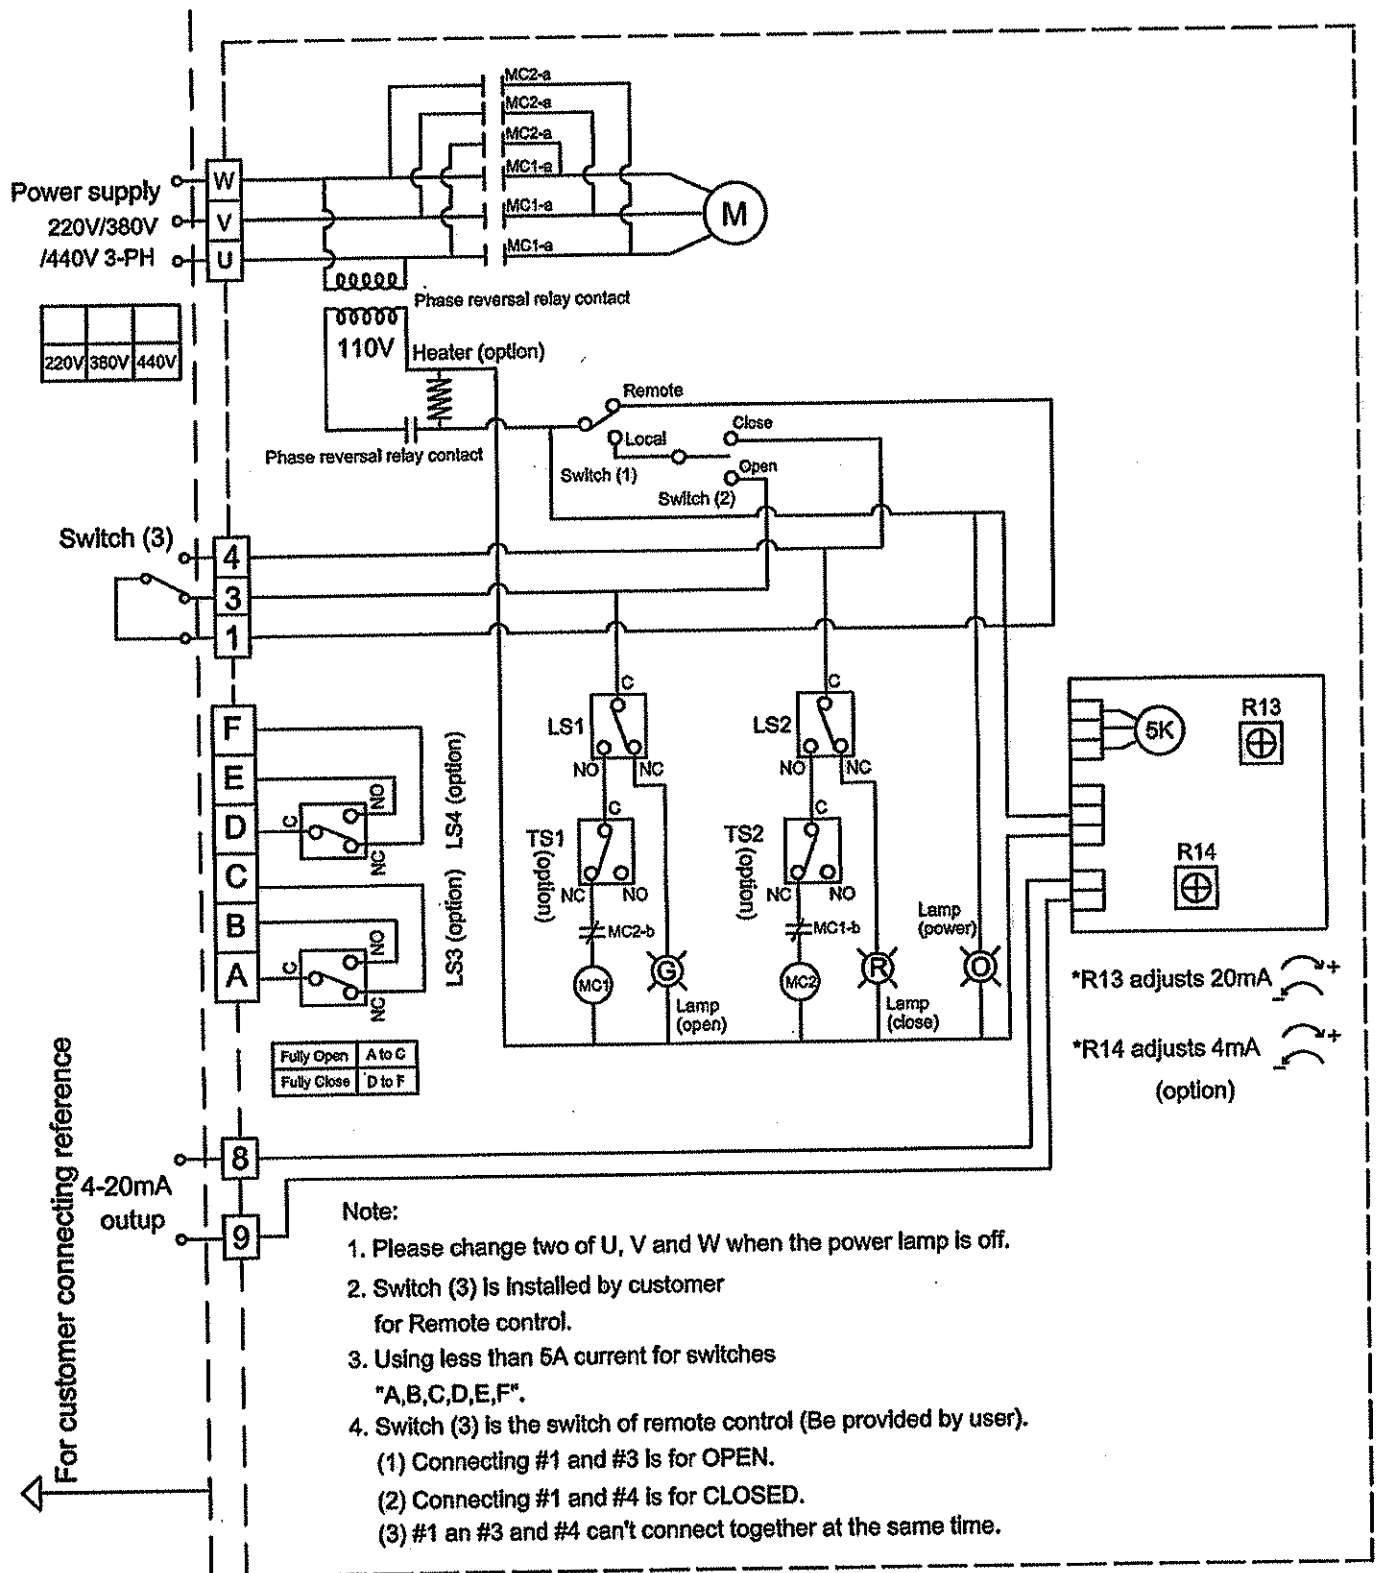 MC2-a
MC2-a
MC2-a
MC1-a
MC1-a
MC1-a
M
Power supply
220V/380V
/440V 3-PH
W
V
U
220V 380V 440V
Phase reversal relay contact
110V
Heater (option)
Phase reversal relay contact
Remote
Local
Close
Open
Switch (1)
Switch (2)
Switch (3)
4
3
1
F
E
D
C
B
A
C
NO
NC
LS4 (option)
C
NO
NC
LS3 (option)
Fully Open A to C
Fully Close D to F
C
LS1
NO
NC
C
TS1
(option)
NC
NO
MC2-b
MC1
G
Lamp
(open)
C
LS2
NO
NC
C
TS2
(option)
NC
NO
MC1-b
MC2
R
Lamp
(close)
Lamp
(power)
O
5K
R13
R14
*R13 adjusts 20mA
+
-
*R14 adjusts 4mA
+
-
(option)
For customer connecting reference
8
4-20mA
outup
9
Note:
1. Please change two of U, V and W when the power lamp is off.
2. Switch (3) is installed by customer
for Remote control.
3. Using less than 5A current for switches
"A,B,C,D,E,F".
4. Switch (3) is the switch of remote control (Be provided by user).
(1) Connecting #1 and #3 is for OPEN.
(2) Connecting #1 and #4 is for CLOSED.
(3) #1 an #3 and #4 can't connect together at the same time.